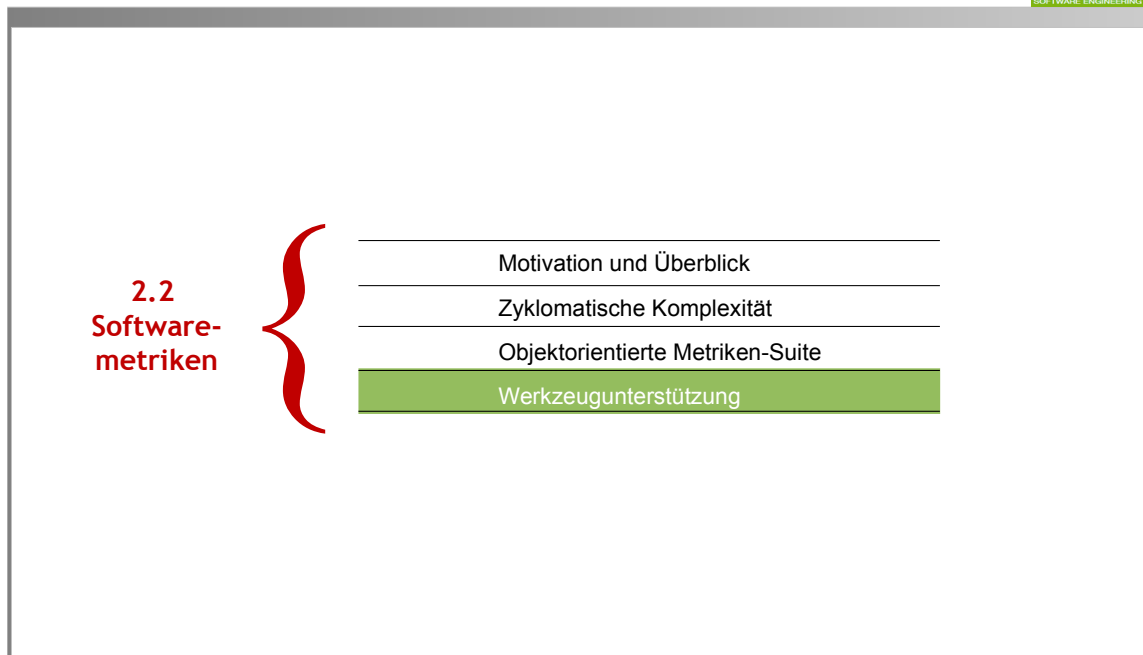 SOFTWARE ENGINEERING
2.2
Software-
metriken
Motivation und Überblick
Zyklomatische Komplexität
Objektorientierte Metriken-Suite
Werkzeugunterstützung